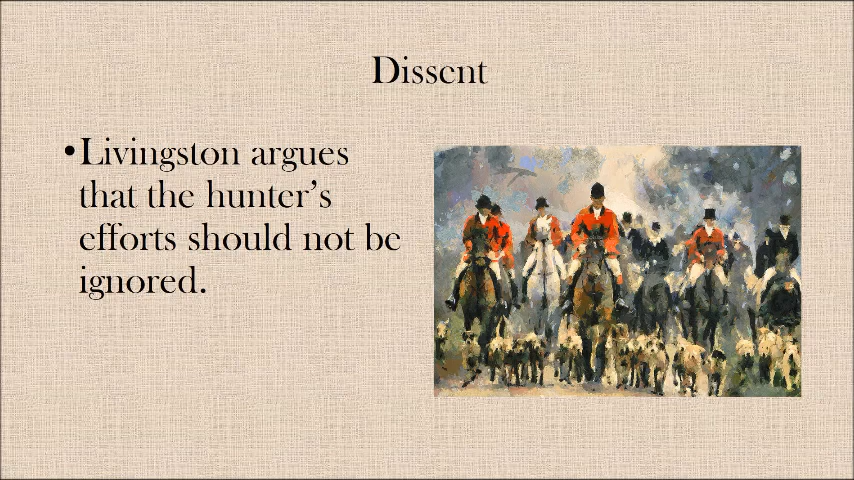 Dissent
•Livingston argues
that the hunter’s
efforts should not be
ignored.